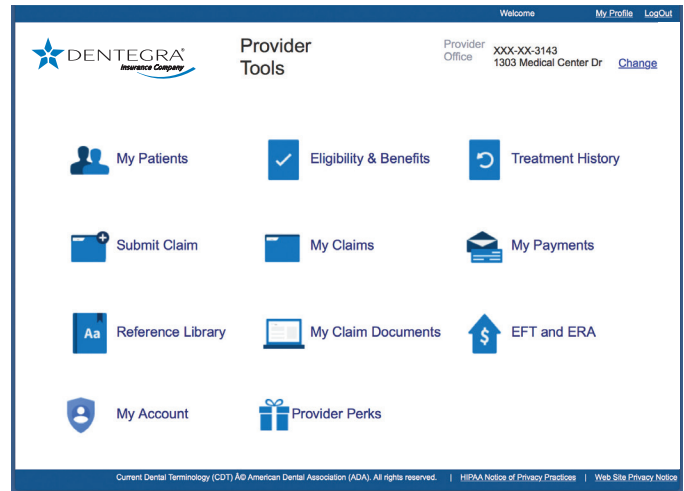 Welcome My Profile LogOut
DENTEGRA®
Insurance Company
Provider
Tools
Provider
Office
XXX-XX-3143
1303 Medical Center Dr Change
My Patients Eligibility & Benefits Treatment History
Submit Claim My Claims My Payments
Aa Reference Library My Claim Documents $ EFT and ERA
My Account Provider Perks
Current Dental Terminology (CDT) Â© American Dental Association (ADA). All rights reserved. | HIPAA Notice of Privacy Practices | Web Site Privacy Notice